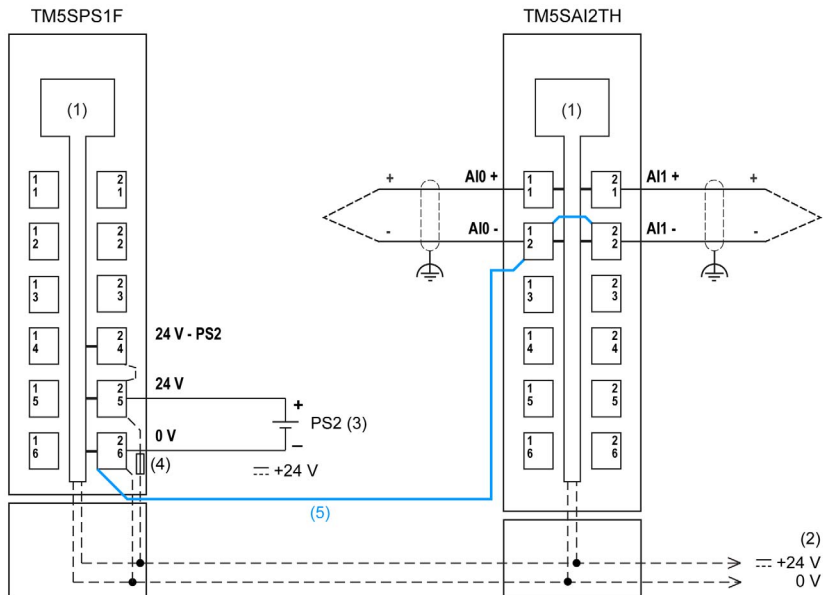 TM5SPS1F
TM5SAI2TH
(1)
(1)
+ AI0 + 1 1 2 1 AI1 + +
1 1 2 1
- AI0 - 1 2 2 2 AI1 - -
1 2 2 2
1 3 2 3
1 3 2 3
24 V - PS2
1 4 2 4
1 4 2 4
24 V
1 5 2 5
+
PS2 (3)
1 5 2 5
0 V
1 6 2 6
(4)
–
+24 V
1 6 2 6
(5)
(2)
+24 V
0 V